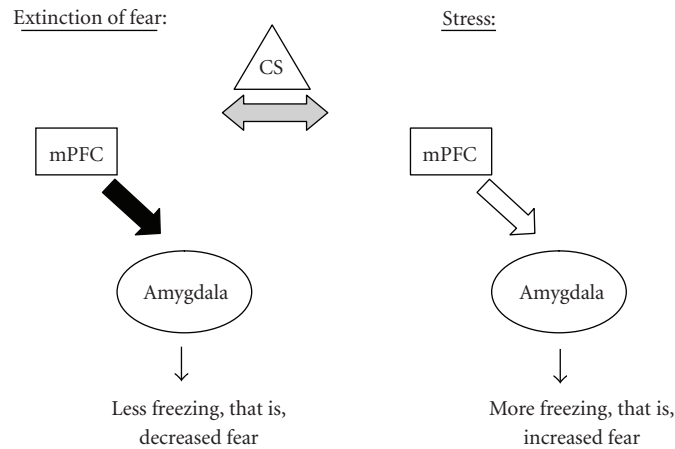 Extinction of fear:
Stress:
CS
mPFC
mPFC
Amygdala
Amygdala
Less freezing, that is,
decreased fear
More freezing, that is,
increased fear